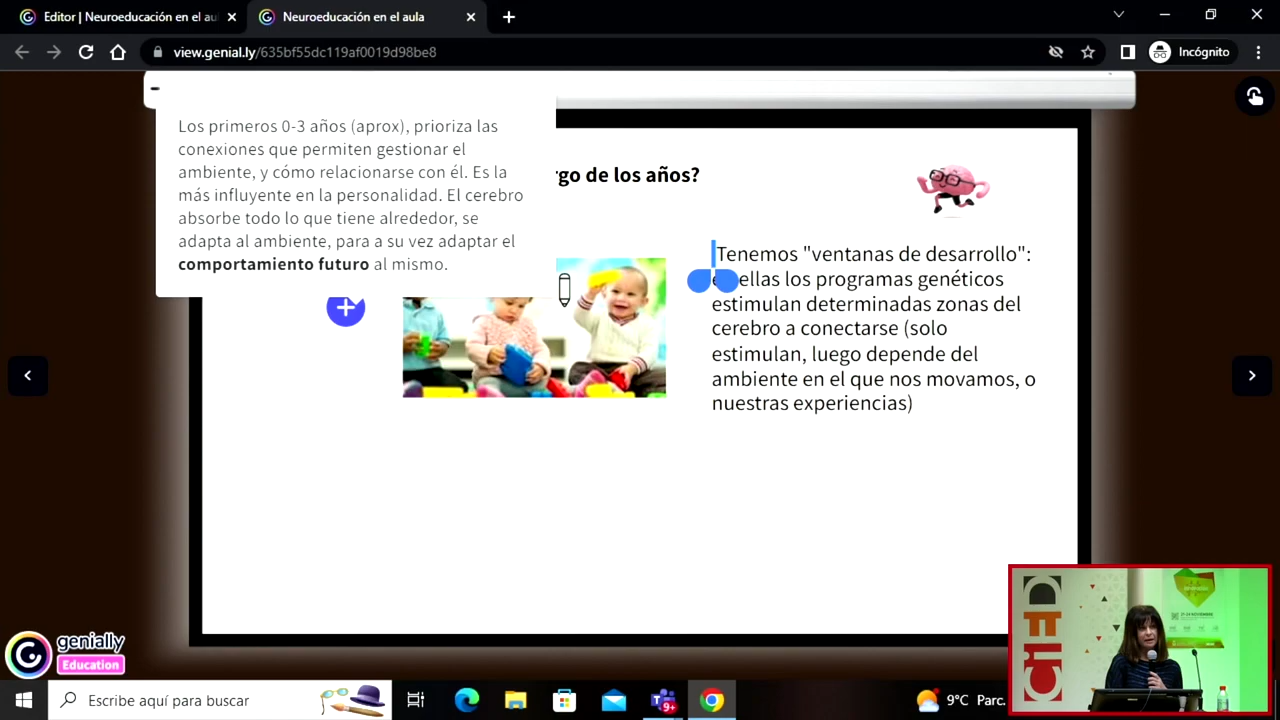 Editor | Neuroeducación en el au
Neuroeducación en el aula
view.genial.ly/635bf55dc119af0019d98be8
Incógnito
Los primeros 0-3 años (aprox), prioriza las
conexiones que permiten gestionar el
ambiente, y cómo relacionarse con él. Es la
más influyente en la personalidad. El cerebro
absorbe todo lo que tiene alrededor, se
adapta al ambiente, para a su vez adaptar el
comportamiento futuro al mismo.
rgo de los años?
Tenemos "ventanas de desarrollo":
ellas los programas genéticos
estimulan determinadas zonas del
cerebro a conectarse (solo
estimulan, luego depende del
ambiente en el que nos movamos, o
nuestras experiencias)
genially
Education
Escribe aquí para buscar
9+
9°C Parc.